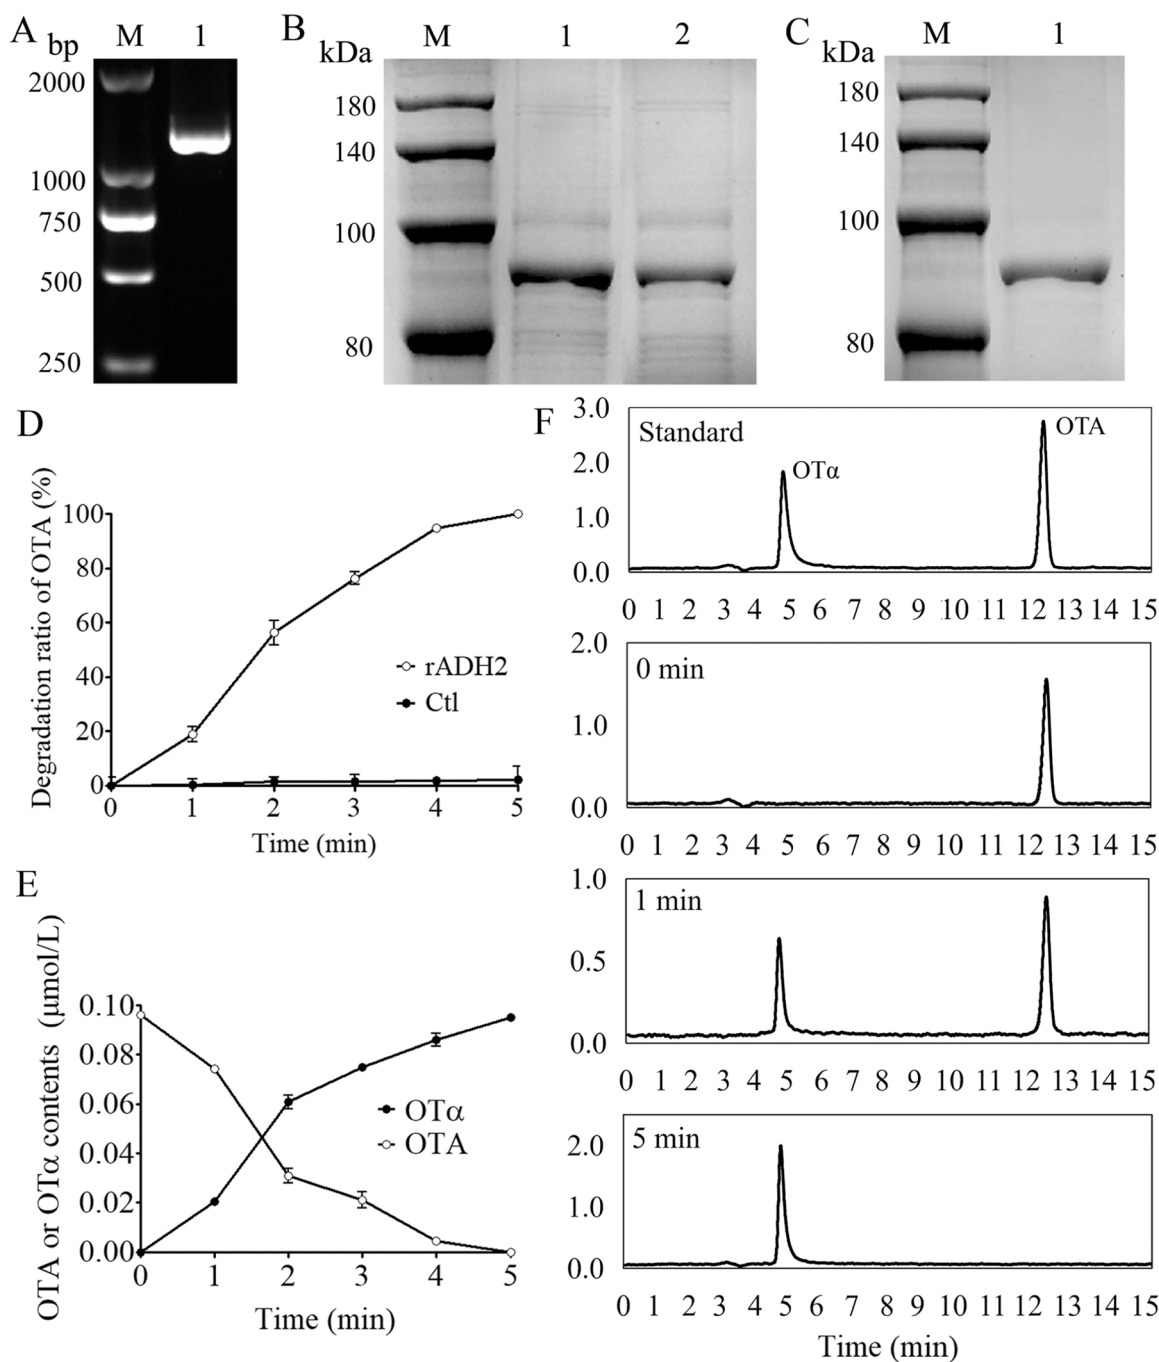 A
bp
M 1
2000
1000
750
500
250
B
kDa
M 1 2
180
140
100
80
C
kDa
M 1
180
140
100
80
D
Degradation ratio of OTA (%)
100
80
60
40
20
0
rADH2
Ctl
0 1 2 3 4 5
Time (min)
E
OTA or OTα contents (μmol/L)
0.10
0.08
0.06
0.04
0.02
0.00
OTα
OTA
0 1 2 3 4 5
Time (min)
F
3.0
2.0
1.0
0.0
Standard
OTα
OTA
0 1 2 3 4 5 6 7 8 9 10 11 12 13 14 15
2.0
1.0
0.0
0 min
0 1 2 3 4 5 6 7 8 9 10 11 12 13 14 15
1.0
0.5
0.0
1 min
0 1 2 3 4 5 6 7 8 9 10 11 12 13 14 15
2.0
1.0
0.0
5 min
0 1 2 3 4 5 6 7 8 9 10 11 12 13 14 15
Time (min)